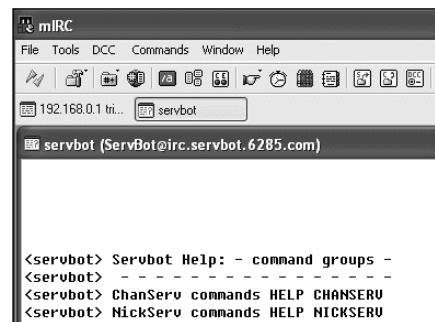 mIRC
File Tools DCC Commands Window Help
192.168.0.1 tri... servbot
servbot (ServBot@irc.servbot.6285.com)
<servbot> Servbot Help: - command groups -
<servbot> - - - - - - - - - - - - - - -
<servbot> ChanServ commands HELP CHANSERV
<servbot> NickServ commands HELP NICKSERV